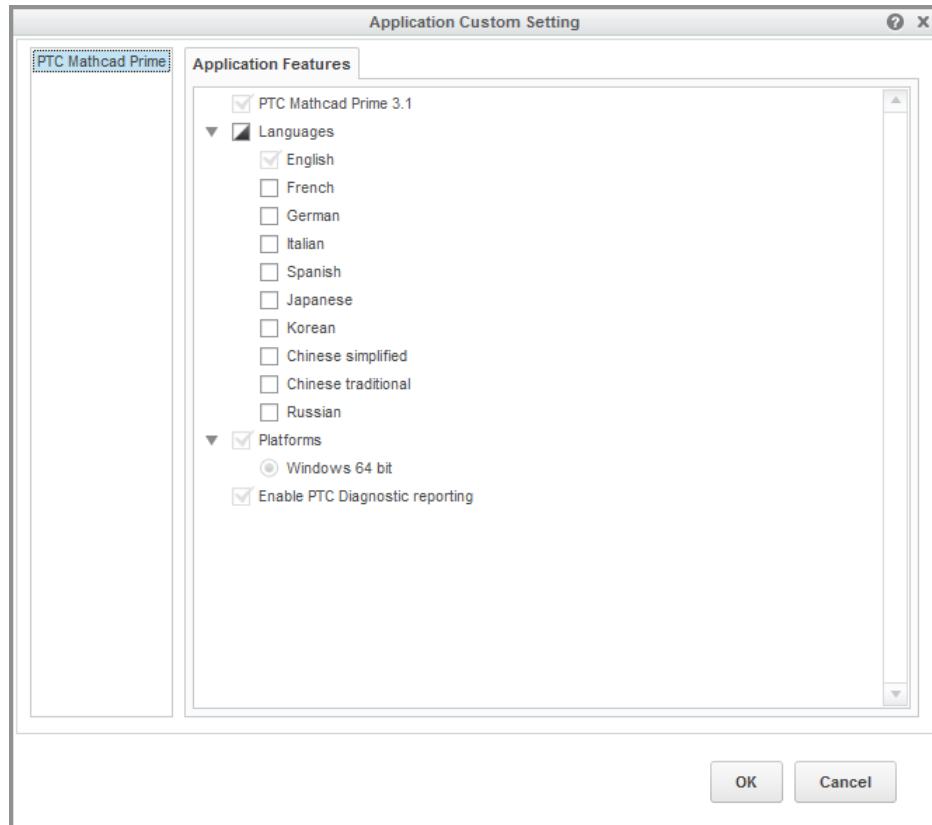 Application Custom Setting
PTC Mathcad Prime
Application Features
PTC Mathcad Prime 3.1
Languages
English
French
German
Italian
Spanish
Japanese
Korean
Chinese simplified
Chinese traditional
Russian
Platforms
Windows 64 bit
Enable PTC Diagnostic reporting
OK Cancel